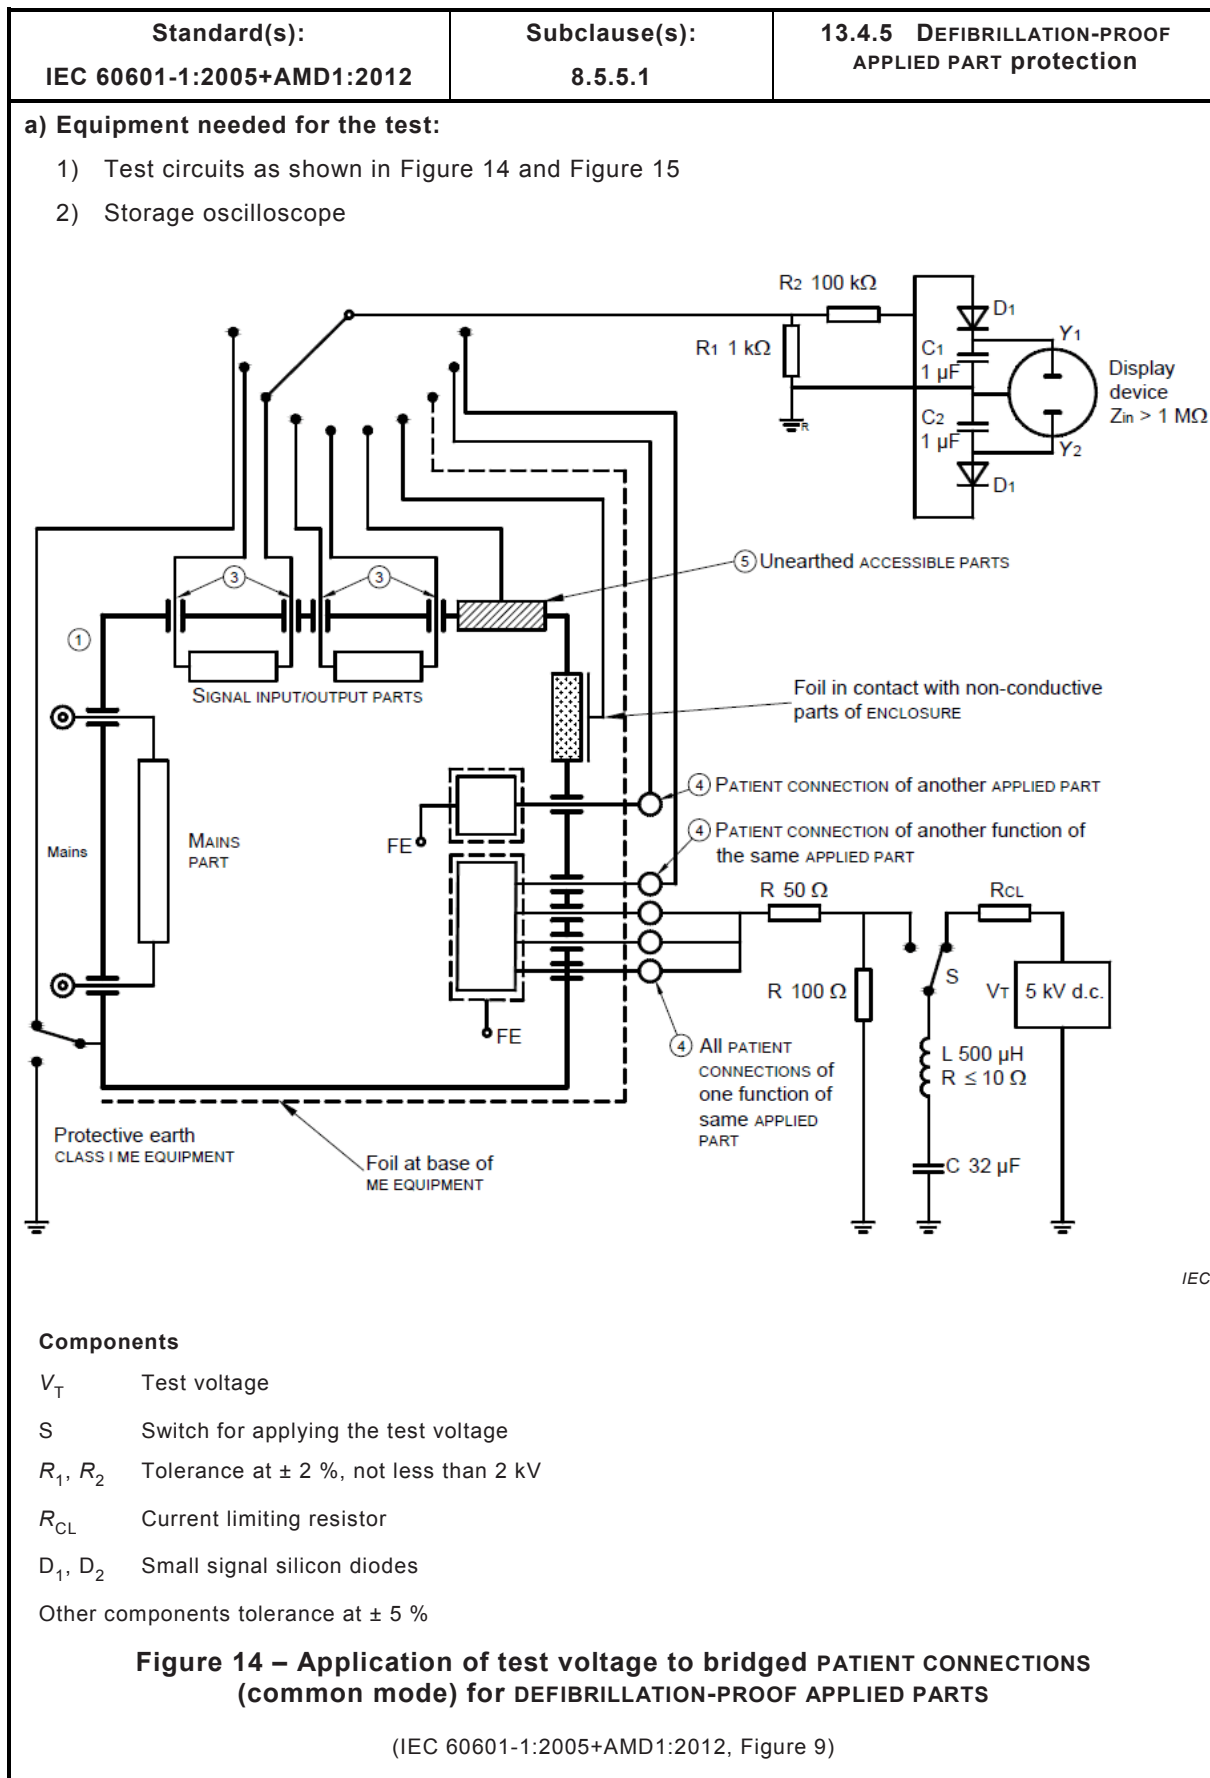 Standard(s):
IEC 60601-1:2005+AMD1:2012
Subclause(s):
8.5.5.1
13.4.5 DEFIBRILLATION-PROOF
APPLIED PART protection
a) Equipment needed for the test:
1) Test circuits as shown in Figure 14 and Figure 15
2) Storage oscilloscope
R2 100 kΩ
D1
R1 1 kΩ
C1
1 µF
Y1
Display
device
Zin > 1 MΩ
R
C2
1 µF
Y2
D1
5 Unearthed ACCESSIBLE PARTS
3
3
1
SIGNAL INPUT/OUTPUT PARTS
Foil in contact with non-conductive
parts of ENCLOSURE
4 PATIENT CONNECTION of another APPLIED PART
Mains
MAINS
PART
FE
4 PATIENT CONNECTION of another function of
the same APPLIED PART
R 50 Ω
RCL
S
R 100 Ω
VT
5 kV d.c.
FE
L 500 µH
R ≤ 10 Ω
4 All PATIENT
CONNECTIONS of
one function of
same APPLIED
PART
Protective earth
CLASS I ME EQUIPMENT
Foil at base of
ME EQUIPMENT
C 32 µF
IEC
Components
VT Test voltage
S Switch for applying the test voltage
R1, R2 Tolerance at ± 2 %, not less than 2 kV
RCL Current limiting resistor
D1, D2 Small signal silicon diodes
Other components tolerance at ± 5 %
Figure 14 – Application of test voltage to bridged PATIENT CONNECTIONS
(common mode) for DEFIBRILLATION-PROOF APPLIED PARTS
(IEC 60601-1:2005+AMD1:2012, Figure 9)